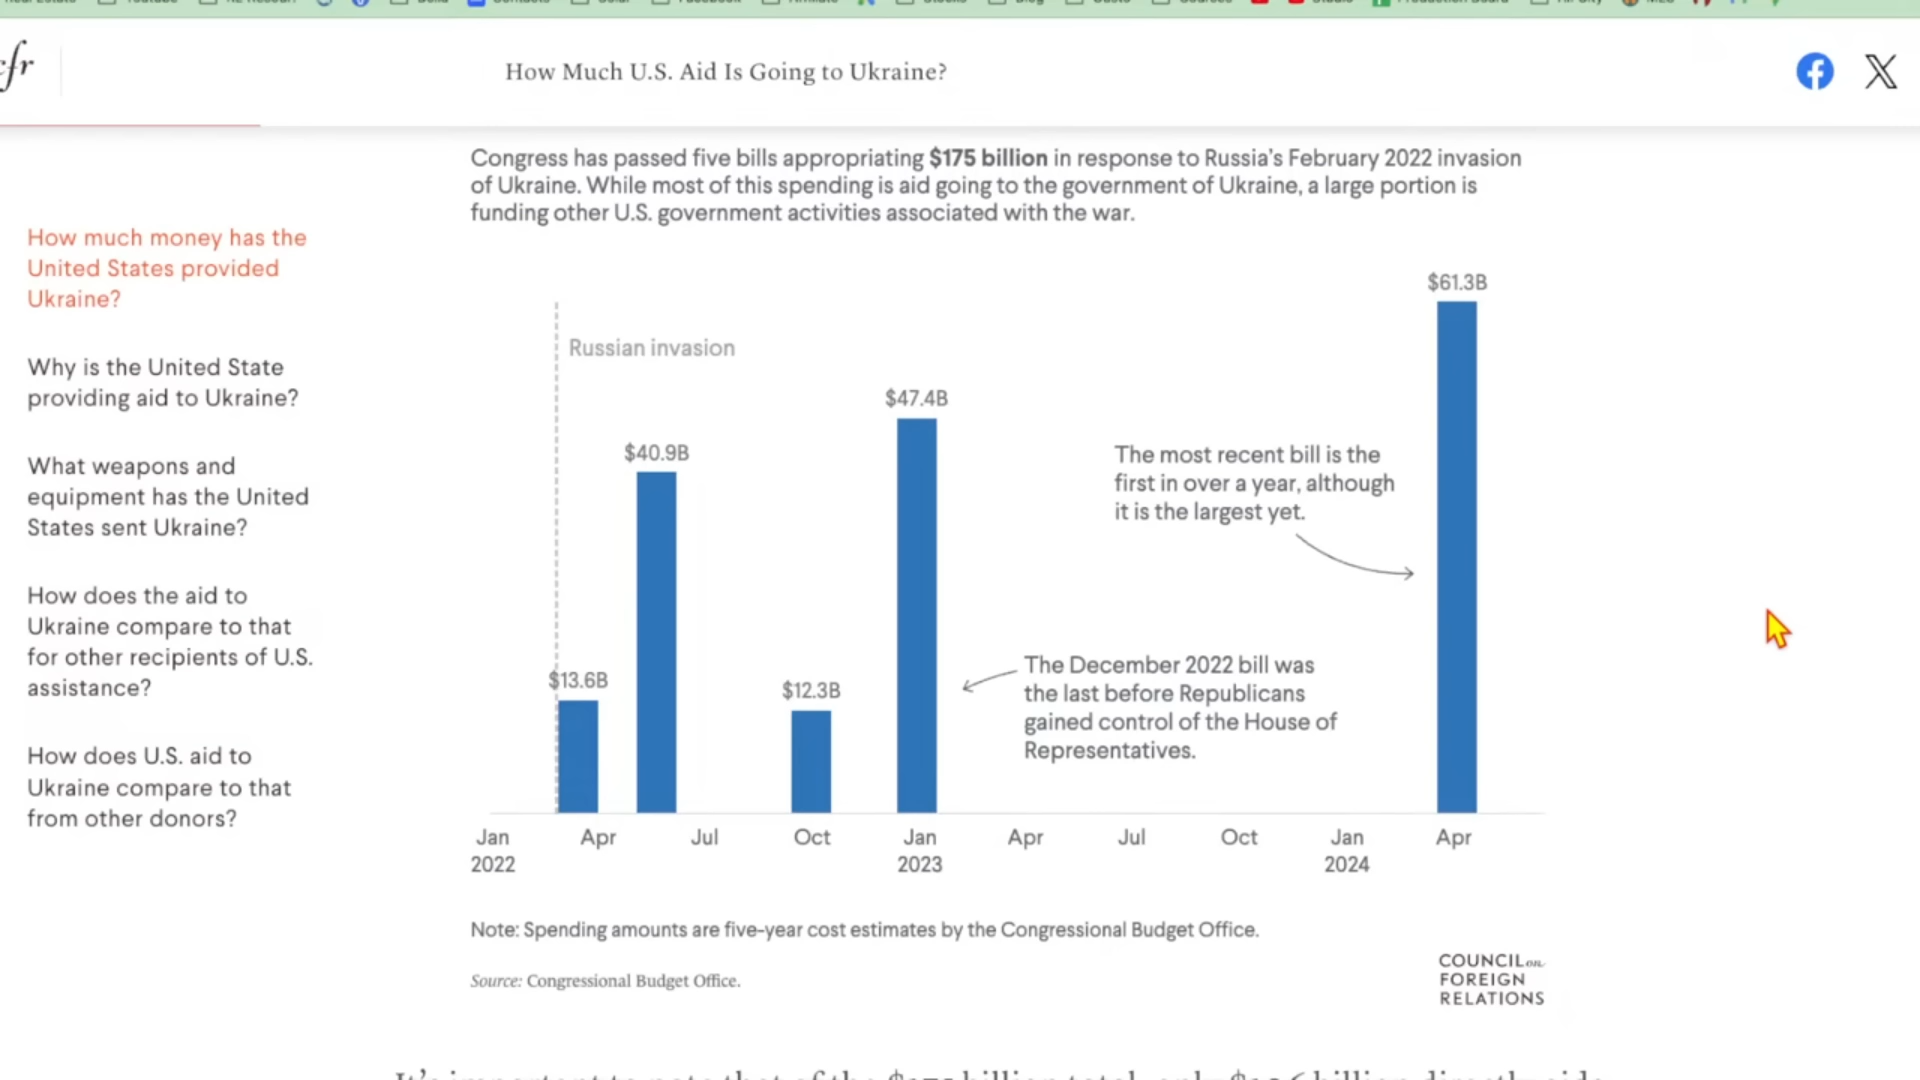 cfr
How Much U.S. Aid Is Going to Ukraine?
Congress has passed five bills appropriating $175 billion in response to Russia's February 2022 invasion
of Ukraine. While most of this spending is aid going to the government of Ukraine, a large portion is
funding other U.S. government activities associated with the war.
How much money has the
United States provided
Ukraine?
Why is the United State
providing aid to Ukraine?
What weapons and
equipment has the United
States sent Ukraine?
How does the aid to
Ukraine compare to that
for other recipients of U.S.
assistance?
How does U.S. aid to
Ukraine compare to that
from other donors?
$61.3B
Russian invasion
$47.4B
$40.9B
The most recent bill is the
first in over a year, although
it is the largest yet.
$13.6B
$12.3B
The December 2022 bill was
the last before Republicans
gained control of the House of
Representatives.
Jan Apr Jul Oct Jan Apr Jul Oct Jan Apr
2022 2023 2024
Note: Spending amounts are five-year cost estimates by the Congressional Budget Office.
Source: Congressional Budget Office.
COUNCIL on
FOREIGN
RELATIONS